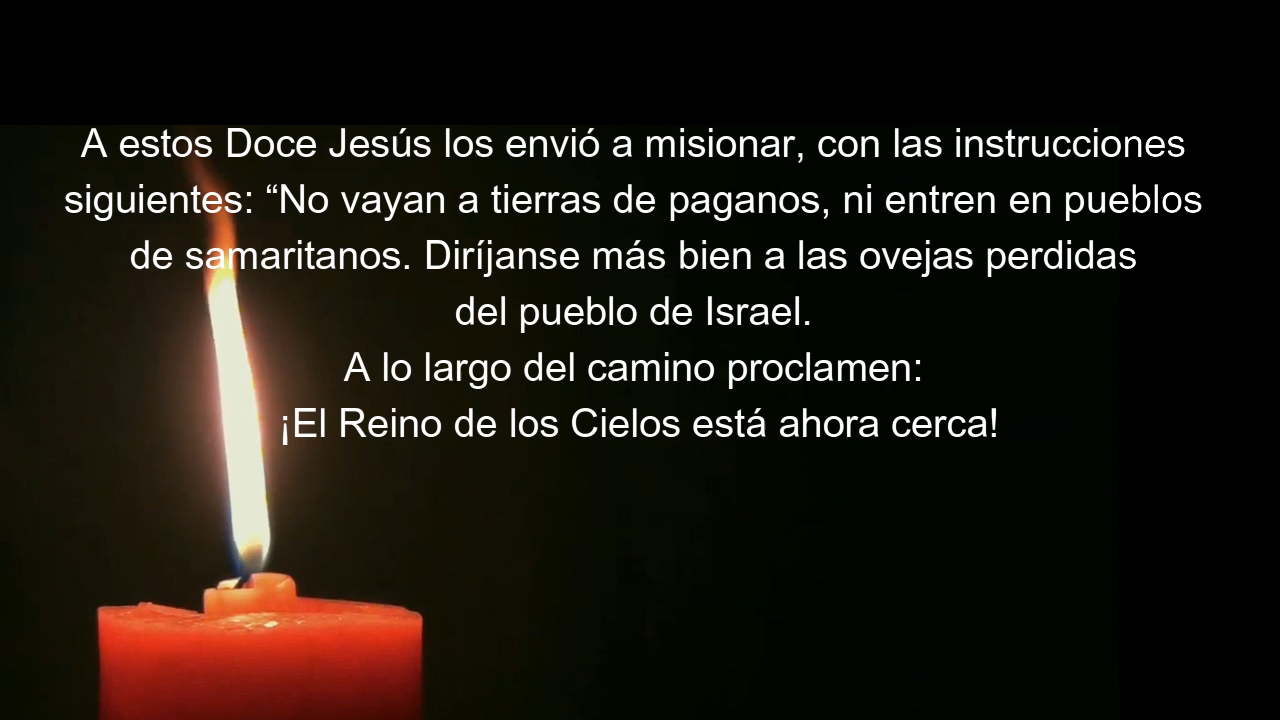 A estos Doce Jesús los envió a misionar, con las instrucciones
siguientes: “No vayan a tierras de paganos, ni entren en pueblos
de samaritanos. Diríjanse más bien a las ovejas perdidas
del pueblo de Israel.
A lo largo del camino proclamen:
¡El Reino de los Cielos está ahora cerca!